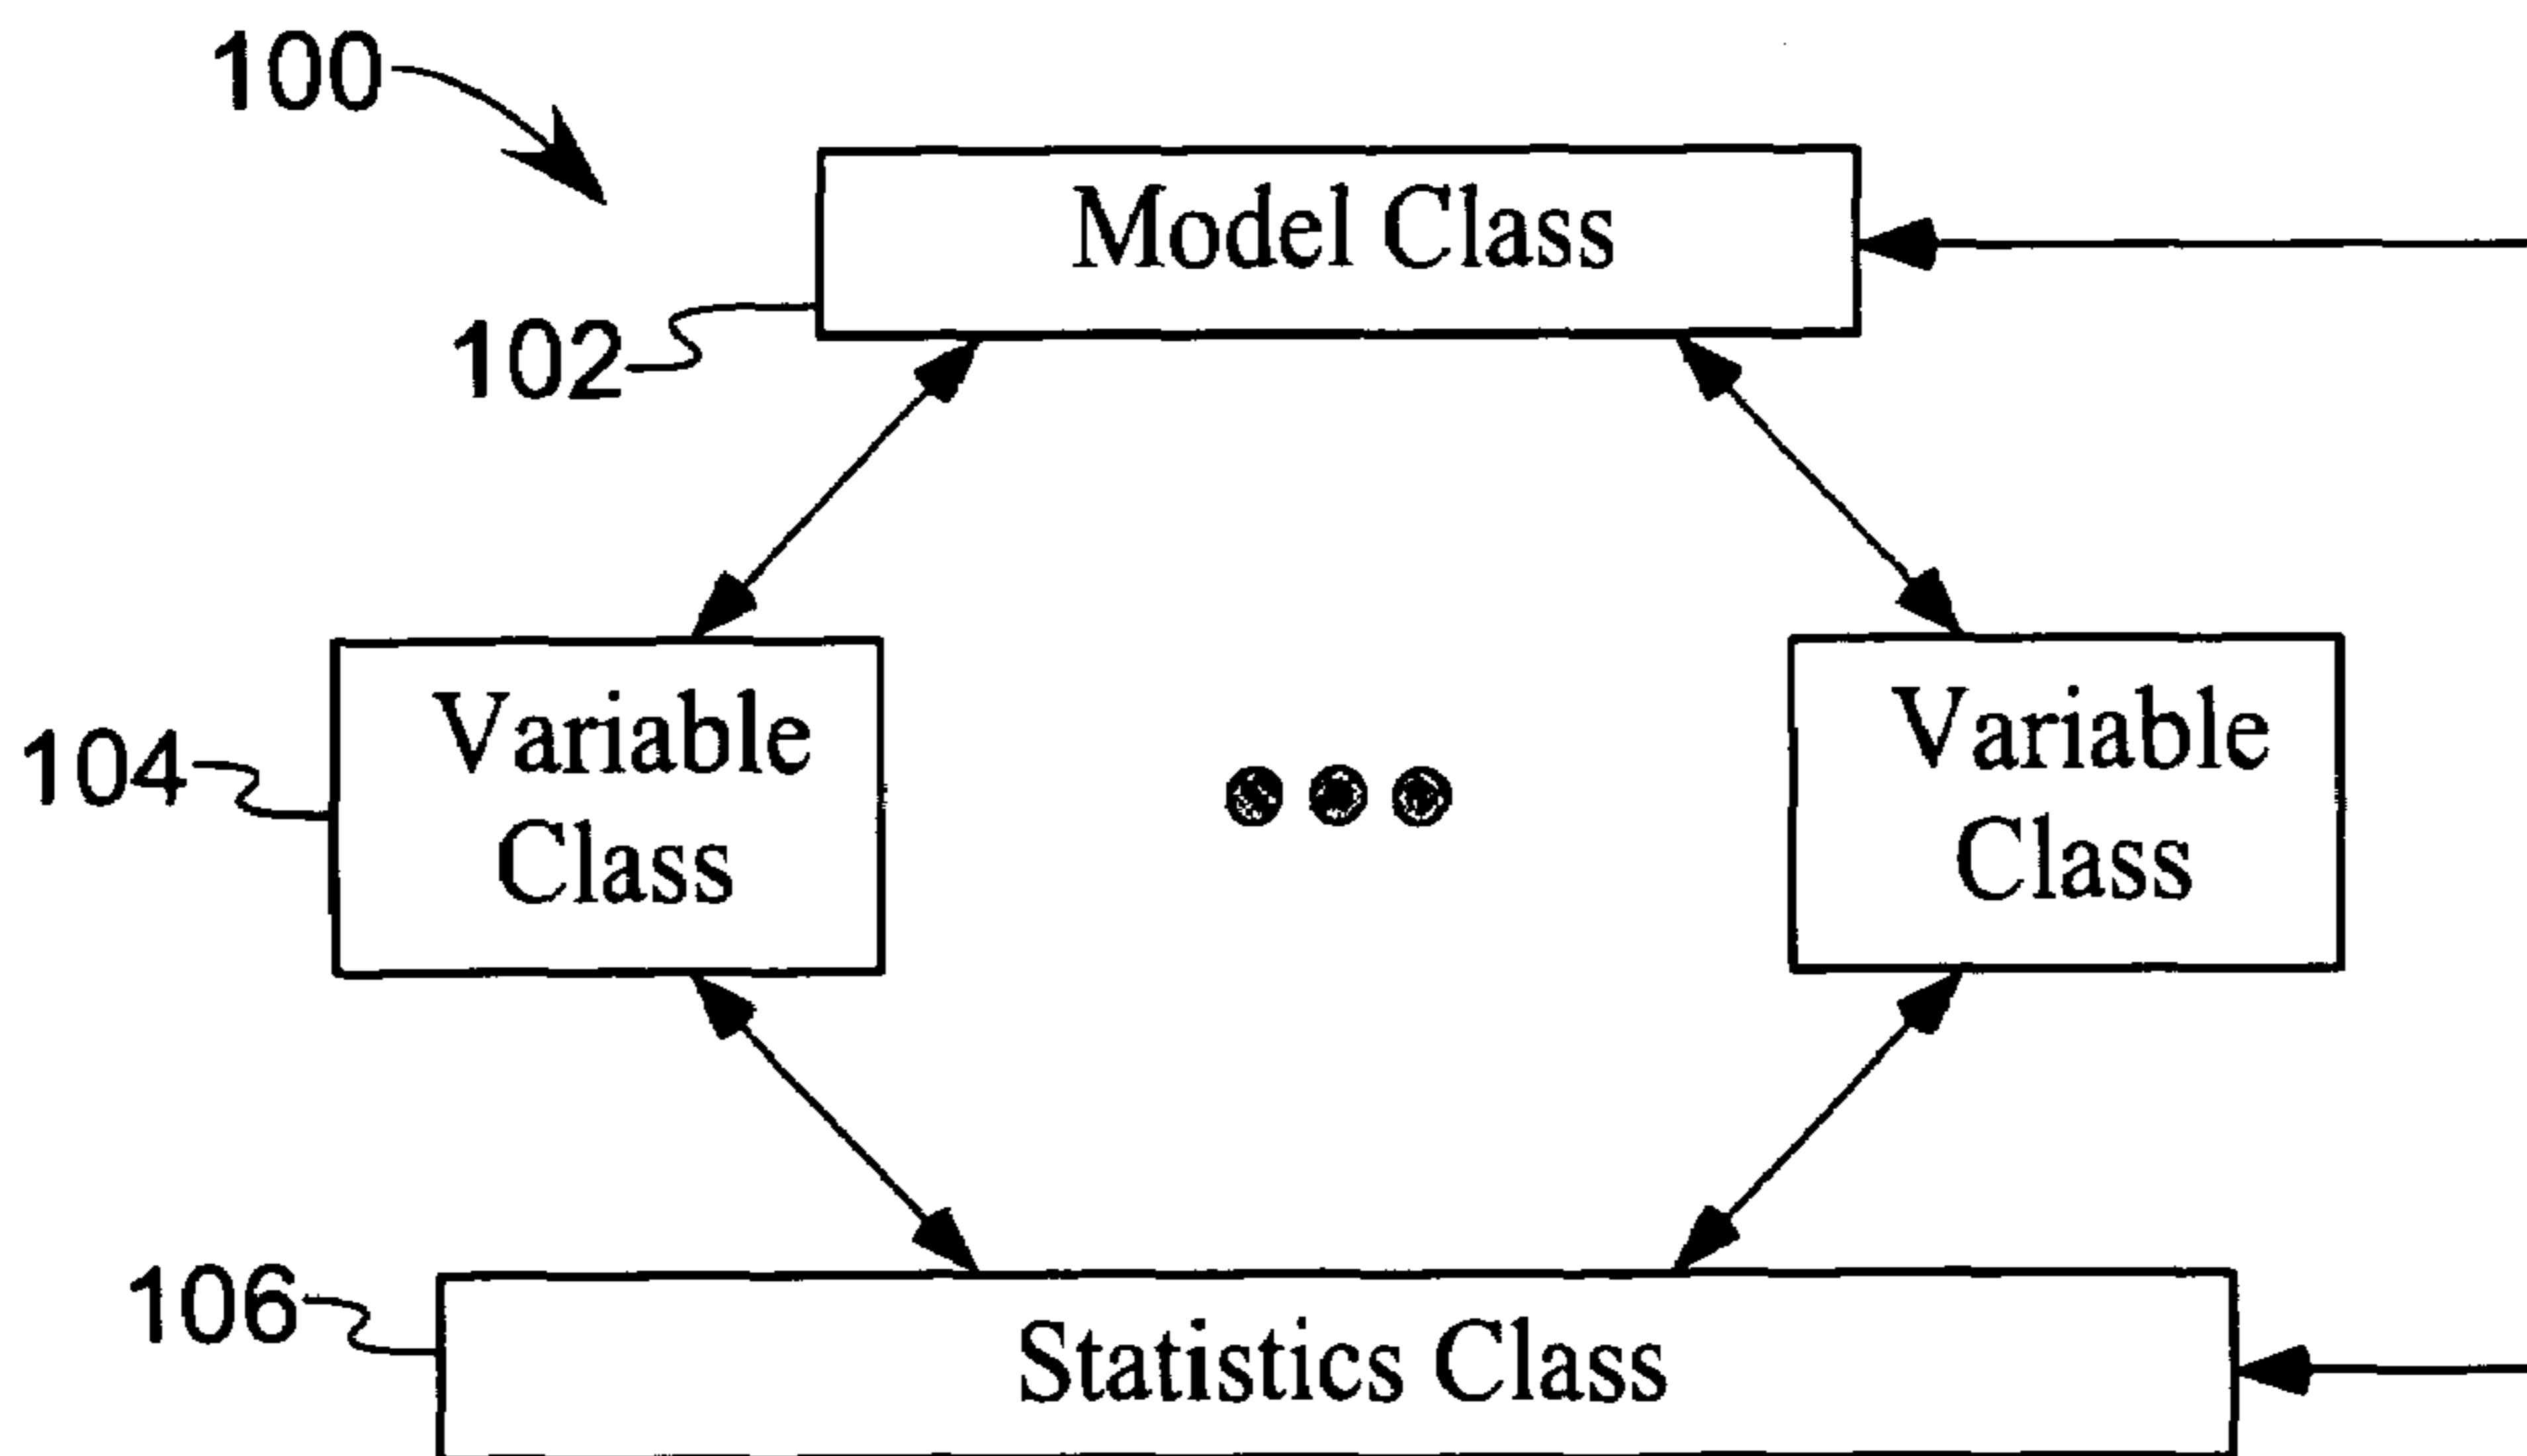 100
Model Class
102
Variable
Class
Variable
Class
104
106
Statistics Class